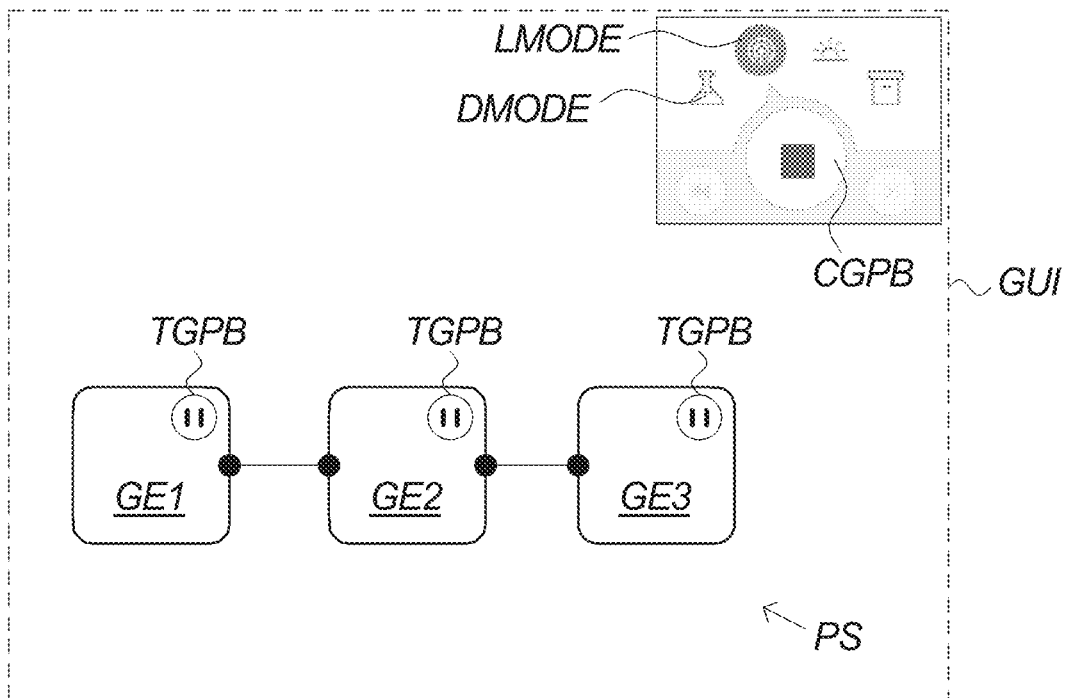 LMODE
DMODE
CGPB
GUI
TGPB TGPB TGPB
GE1 GE2 GE3
PS